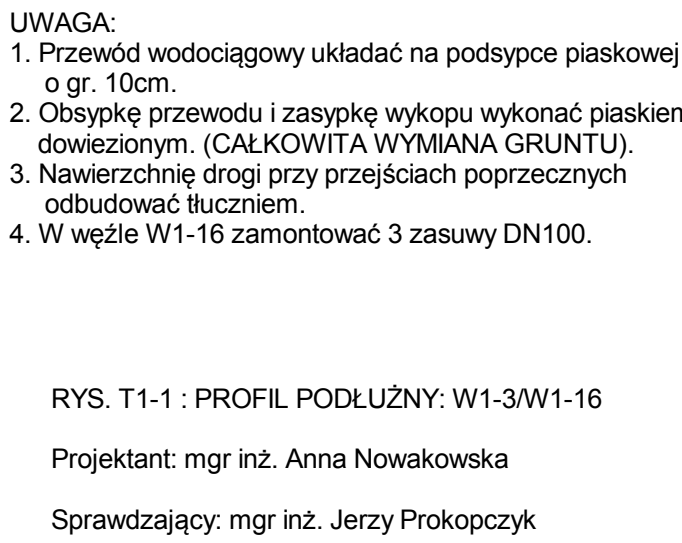 UWAGA:
1. Przewód wodociągowy układać na podsypce piaskowej
o gr. 10cm.
2. Obsypkę przewodu i zasypkę wykopu wykonać piaskiem
dowiezionym. (CAŁKOWITA WYMIANA GRUNTU).
3. Nawierzchnię drogi przy przejściach poprzecznych
odbudować tłuczniem.
4. W węźle W1-16 zamontować 3 zasuwy DN100.
RYS. T1-1 : PROFIL PODŁUŻNY: W1-3/W1-16
Projektant: mgr inż. Anna Nowakowska
Sprawdzający: mgr inż. Jerzy Prokopczyk